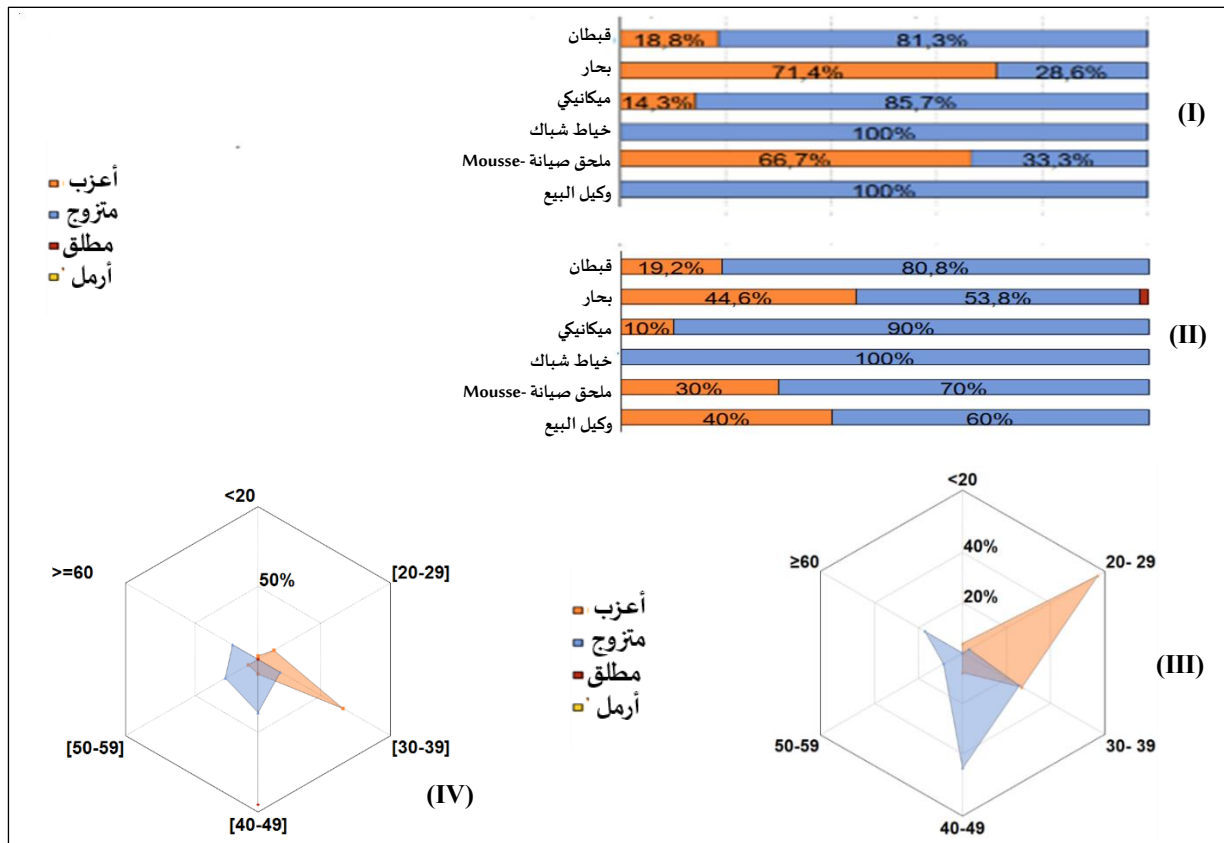 قبطان 18,8% 81,3%
بحار 71,4% 28,6%
ميكانيكي 14,3% 85,7%
(I)
خياط شباك 100%
ملحق صيانة -Mousse 66,7% 33,3%
وكيل البيع 100%
أعزب
متزوج
مطلق
أرمل
قبطان 19,2% 80,8%
بحار 44,6% 53,8%
ميكانيكي 10% 90%
(II)
خياط شباك 100%
ملحق صيانة -Mousse 30% 70%
وكيل البيع 40% 60%
<20
>=60
[20-29]
50%
[50-59]
[30-39]
[40-49]
(IV)
أعزب
متزوج
مطلق
أرمل
<20
≥60
20- 29
40%
20%
50-59
30- 39
40-49
(III)